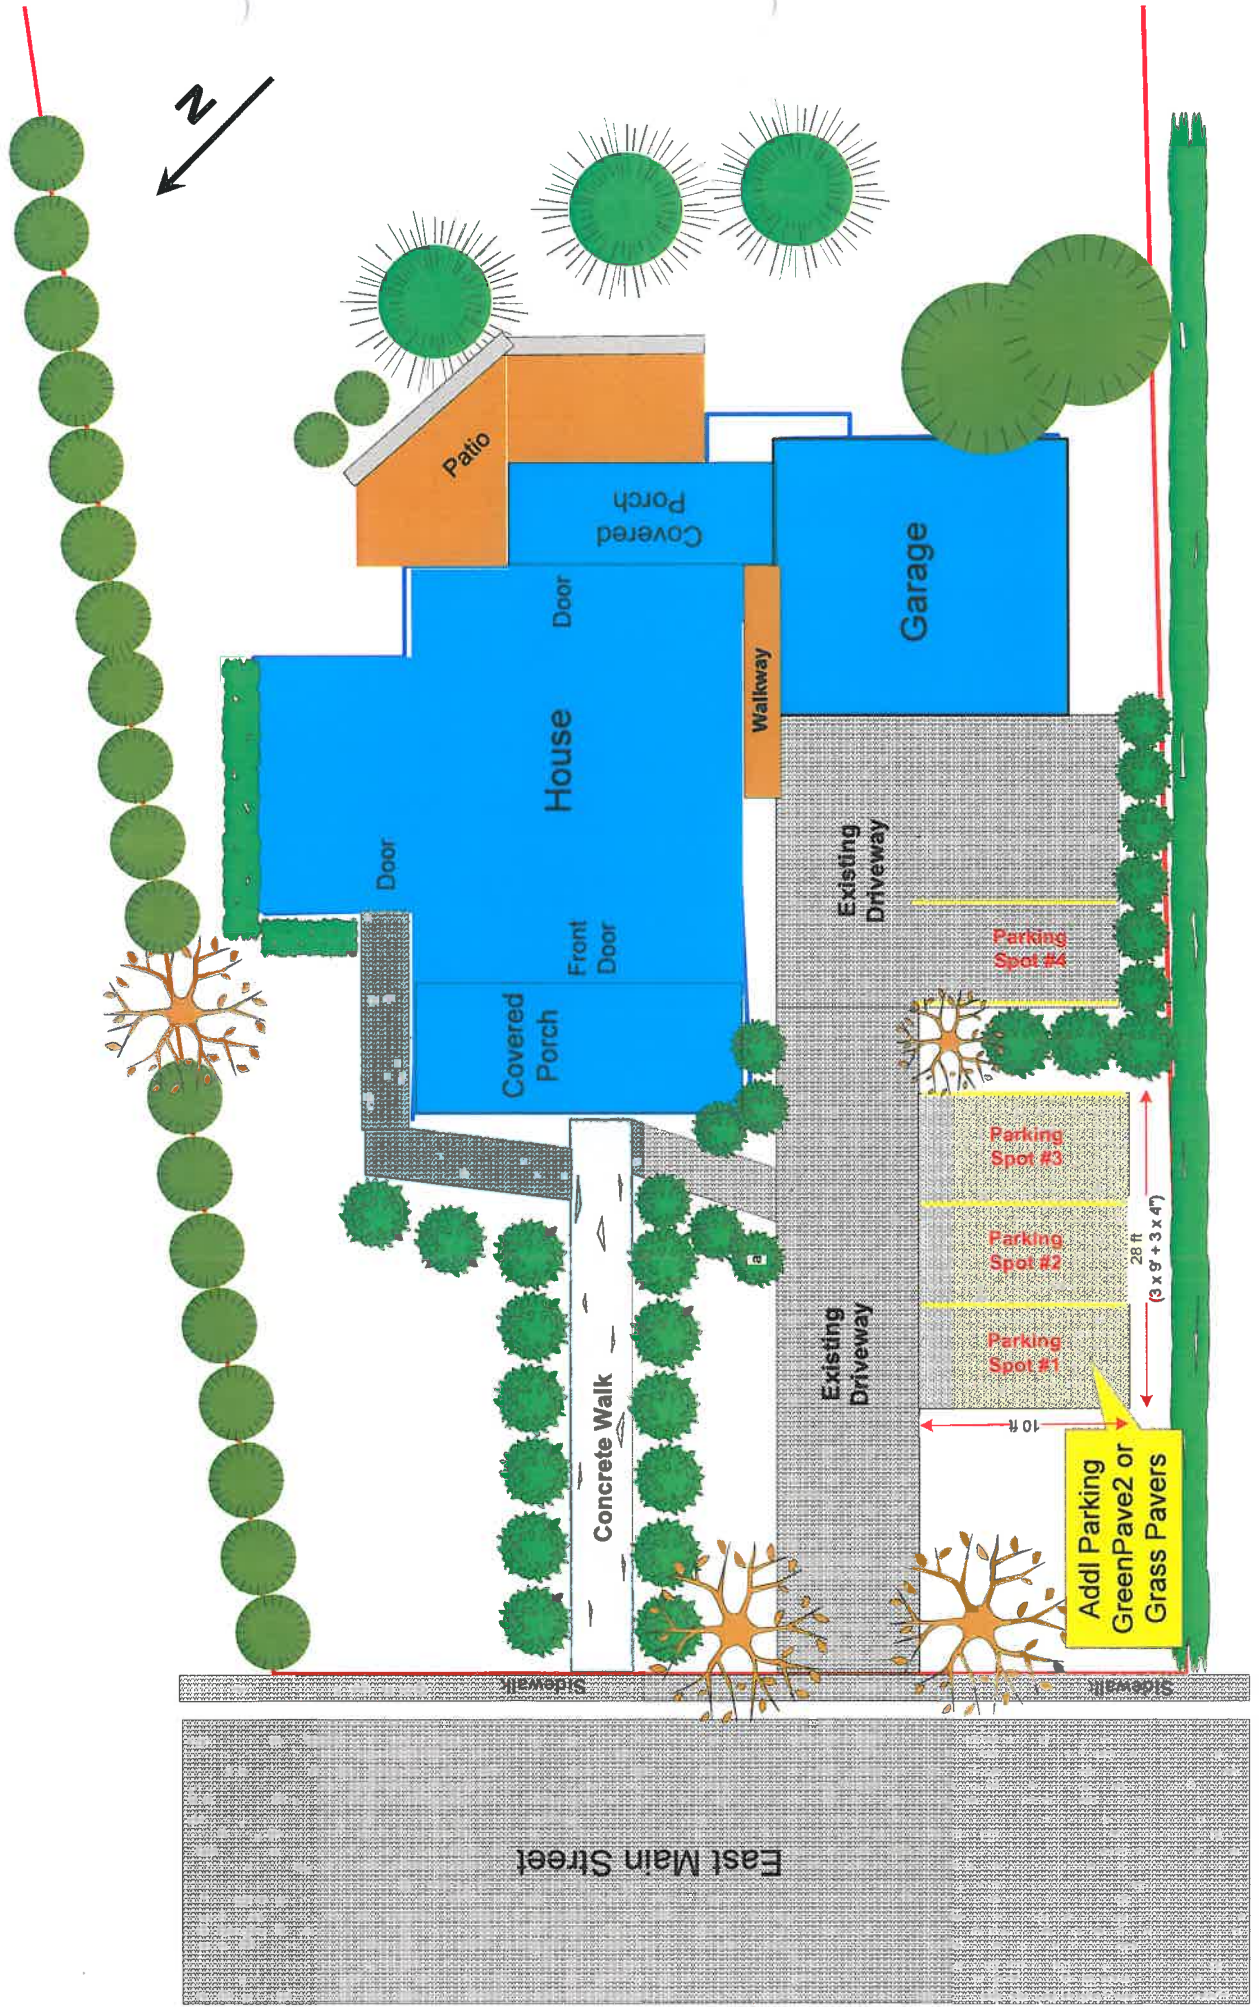 N
Patio
Covered
Porch
Door
Garage
House
Walkway
Door
Existing
Driveway
Front
Door
Parking
Spot #4
Covered
Porch
Parking
Spot #3
Parking
Spot #2
Parking
Spot #1
28 ft
(3 x 9' + 3 x 4")
10 ft
a
Existing
Driveway
Concrete Walk
Addl Parking
GreenPave2 or
Grass Pavers
Sidewalk
Sidewalk
East Main Street